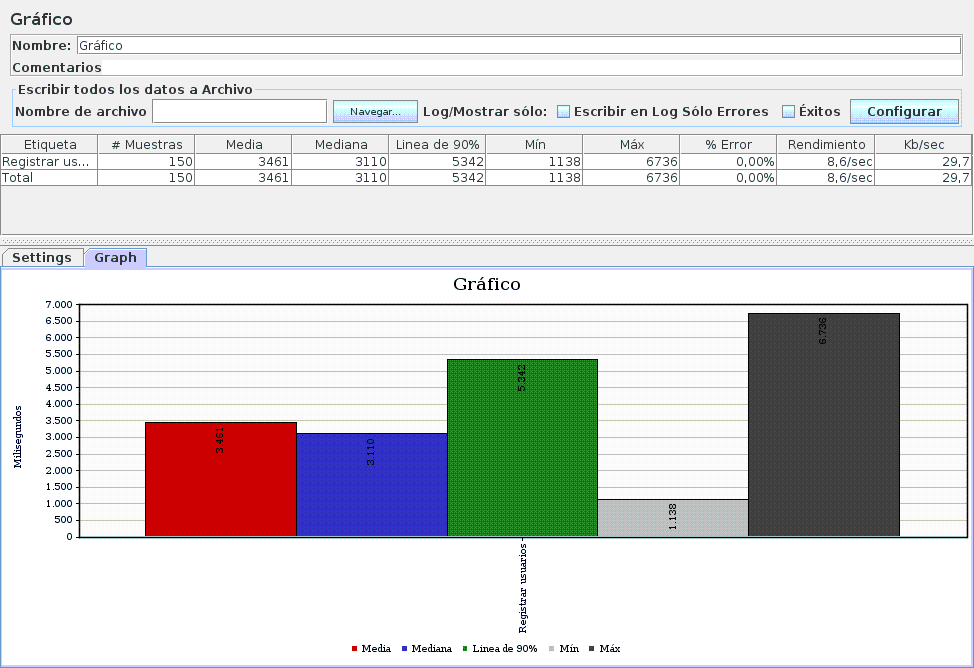 Gráfico
Nombre: Gráfico
Comentarios
Escribir todos los datos a Archivo
Nombre de archivo Navegar... Log/Mostrar sólo: Escribir en Log Sólo Errores Éxitos Configurar
Etiqueta # Muestras Media Mediana Linea de 90% Mín Máx % Error Rendimiento Kb/sec
Registrar us... 150 3461 3110 5342 1138 6736 0,00% 8,6/sec 29,7
Total 150 3461 3110 5342 1138 6736 0,00% 8,6/sec 29,7
Settings Graph
Gráfico
Milisegundos
7.000
6.500
6.000
5.500
5.000
4.500
4.000
3.500
3.000
2.500
2.000
1.500
1.000
500
0
3.461
3.110
5.342
1.138
6.736
Registrar usuarios
Media Mediana Linea de 90% Mín Máx